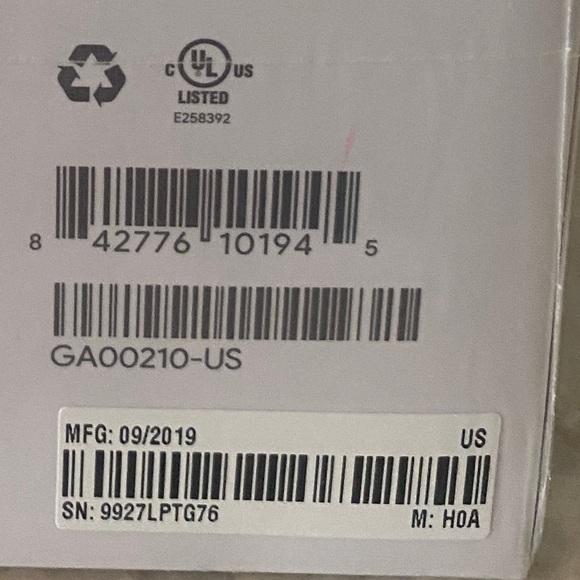 C UL US
LISTED
E258392
8 42776 10194 5
GA00210-US
MFG: 09/2019 US
SN: 9927LPTG76 M: H0A